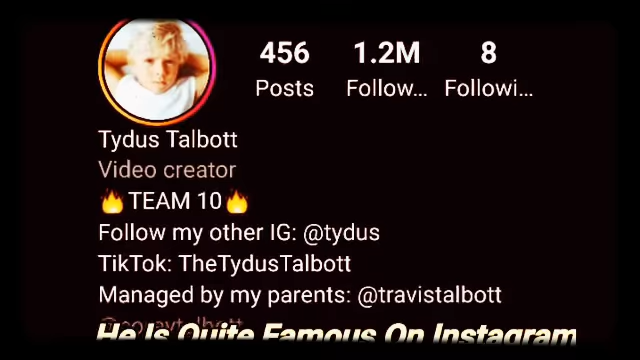 456 1.2M 8
Posts Follow... Followi...
Tydus Talbott
Video creator
🔥TEAM 10🔥
Follow my other IG: @tydus
TikTok: TheTydusTalbott
Managed by my parents: @travistalbott
He Is Quite Famous On Instagram